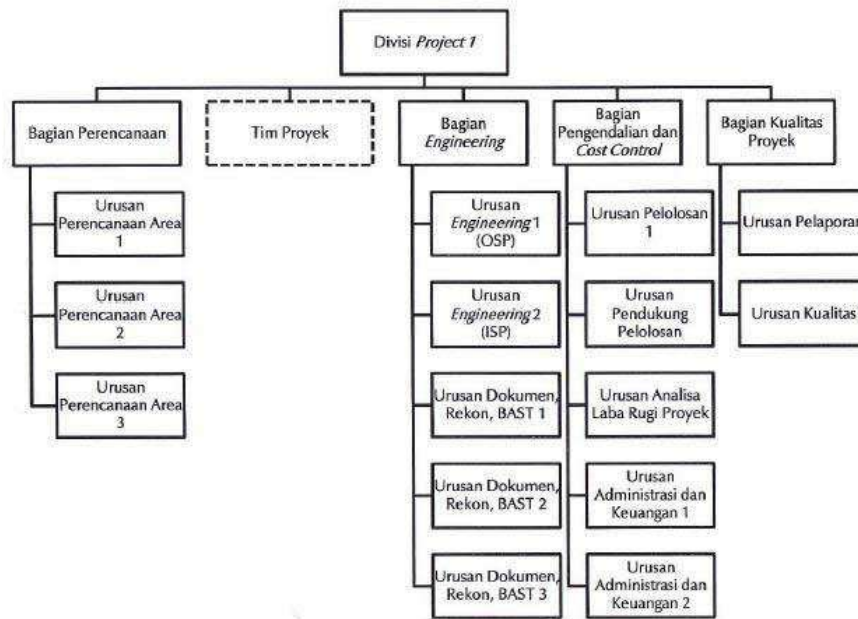 Divisi Project 1
Bagian Perencanaan
Tim Proyek
Bagian
Engineering
Bagian
Pengendalian dan
Cost Control
Bagian Kualitas
Proyek
Urusan
Perencanaan Area
1
Urusan
Perencanaan Area
2
Urusan
Perencanaan Area
3
Urusan
Engineering 1
(OSP)
Urusan
Engineering 2
(ISP)
Urusan Dokumen,
Rekon, BAST 1
Urusan Dokumen,
Rekon, BAST 2
Urusan Dokumen,
Rekon, BAST 3
Urusan Pelolosan
1
Urusan
Pendukung
Pelolosan
Urusan Analisa
Laba Rugi Proyek
Urusan
Administrasi dan
Keuangan 1
Urusan
Administrasi dan
Keuangan 2
Urusan Pelaporan
Urusan Kualitas